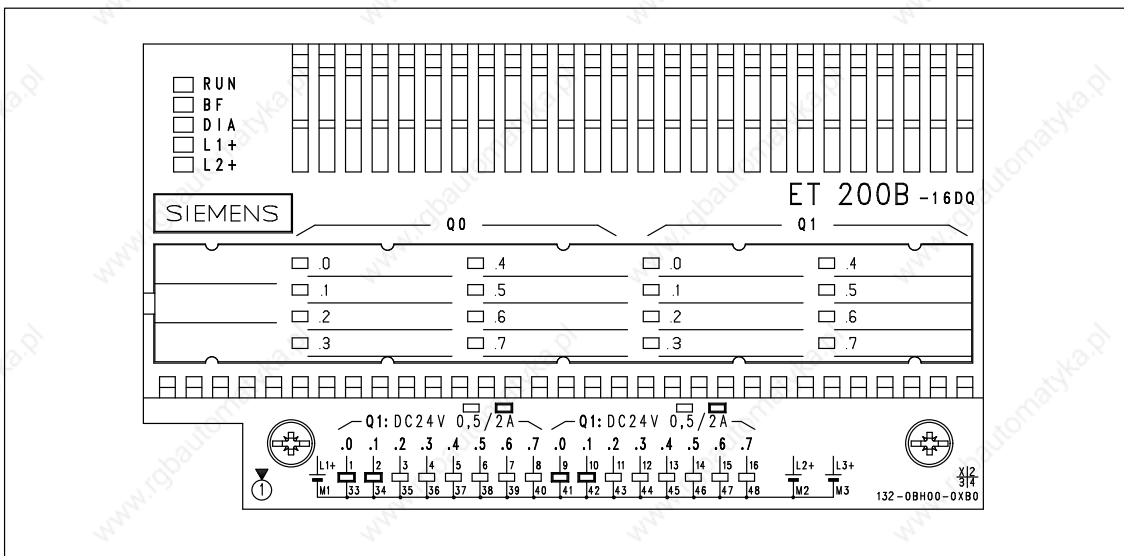 RUN
BF
DIA
L1+
L2+
SIEMENS
ET 200B -16DQ
Q0 Q1
.0 .4 .0 .4
.1 .5 .1 .5
.2 .6 .2 .6
.3 .7 .3 .7
Q1: DC24V 0,5/2A Q1: DC24V 0,5/2A
.0 .1 .2 .3 .4 .5 .6 .7 .0 .1 .2 .3 .4 .5 .6 .7
L1+ 1 2 3 4 5 6 7 8 9 10 11 12 13 14 15 16 L2+ L3+
M1 33 34 35 36 37 38 39 40 41 42 43 44 45 46 47 48 M2 M3
1
X 2
3 4
132-0BH00-0XB0
www.rgbautomatyka.pl